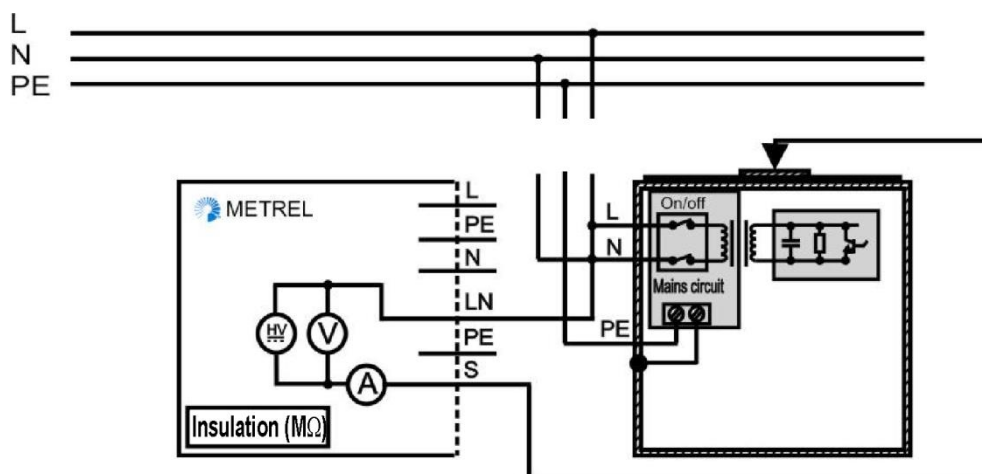 L
N
PE
METREL
L
PE
N
LN
PE
S
HV
V
A
Insulation (MΩ)
On/off
L
N
Mains circuit
PE